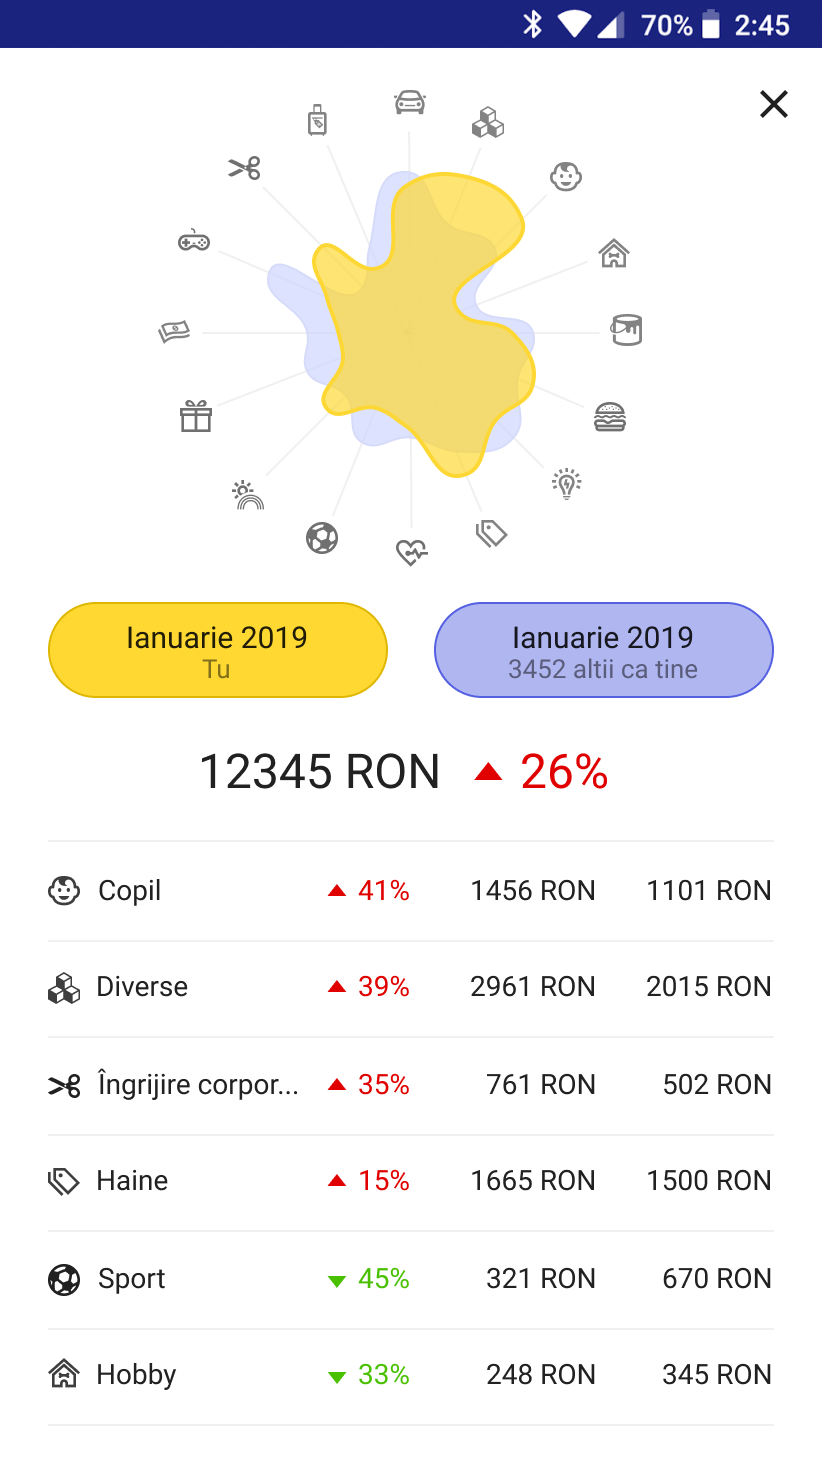 70% 2:45
Ianuarie 2019
Tu
Ianuarie 2019
3452 altii ca tine
12345 RON 26%
Copil 41% 1456 RON 1101 RON
Diverse 39% 2961 RON 2015 RON
Îngrijire corpor... 35% 761 RON 502 RON
Haine 15% 1665 RON 1500 RON
Sport 45% 321 RON 670 RON
Hobby 33% 248 RON 345 RON